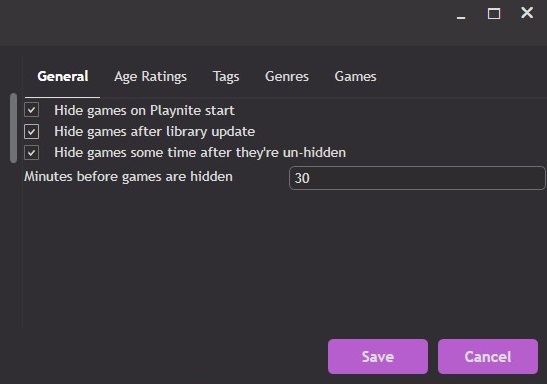 General Age Ratings Tags Genres Games
Hide games on Playnite start
Hide games after library update
Hide games some time after they're un-hidden
Minutes before games are hidden 30
Save Cancel